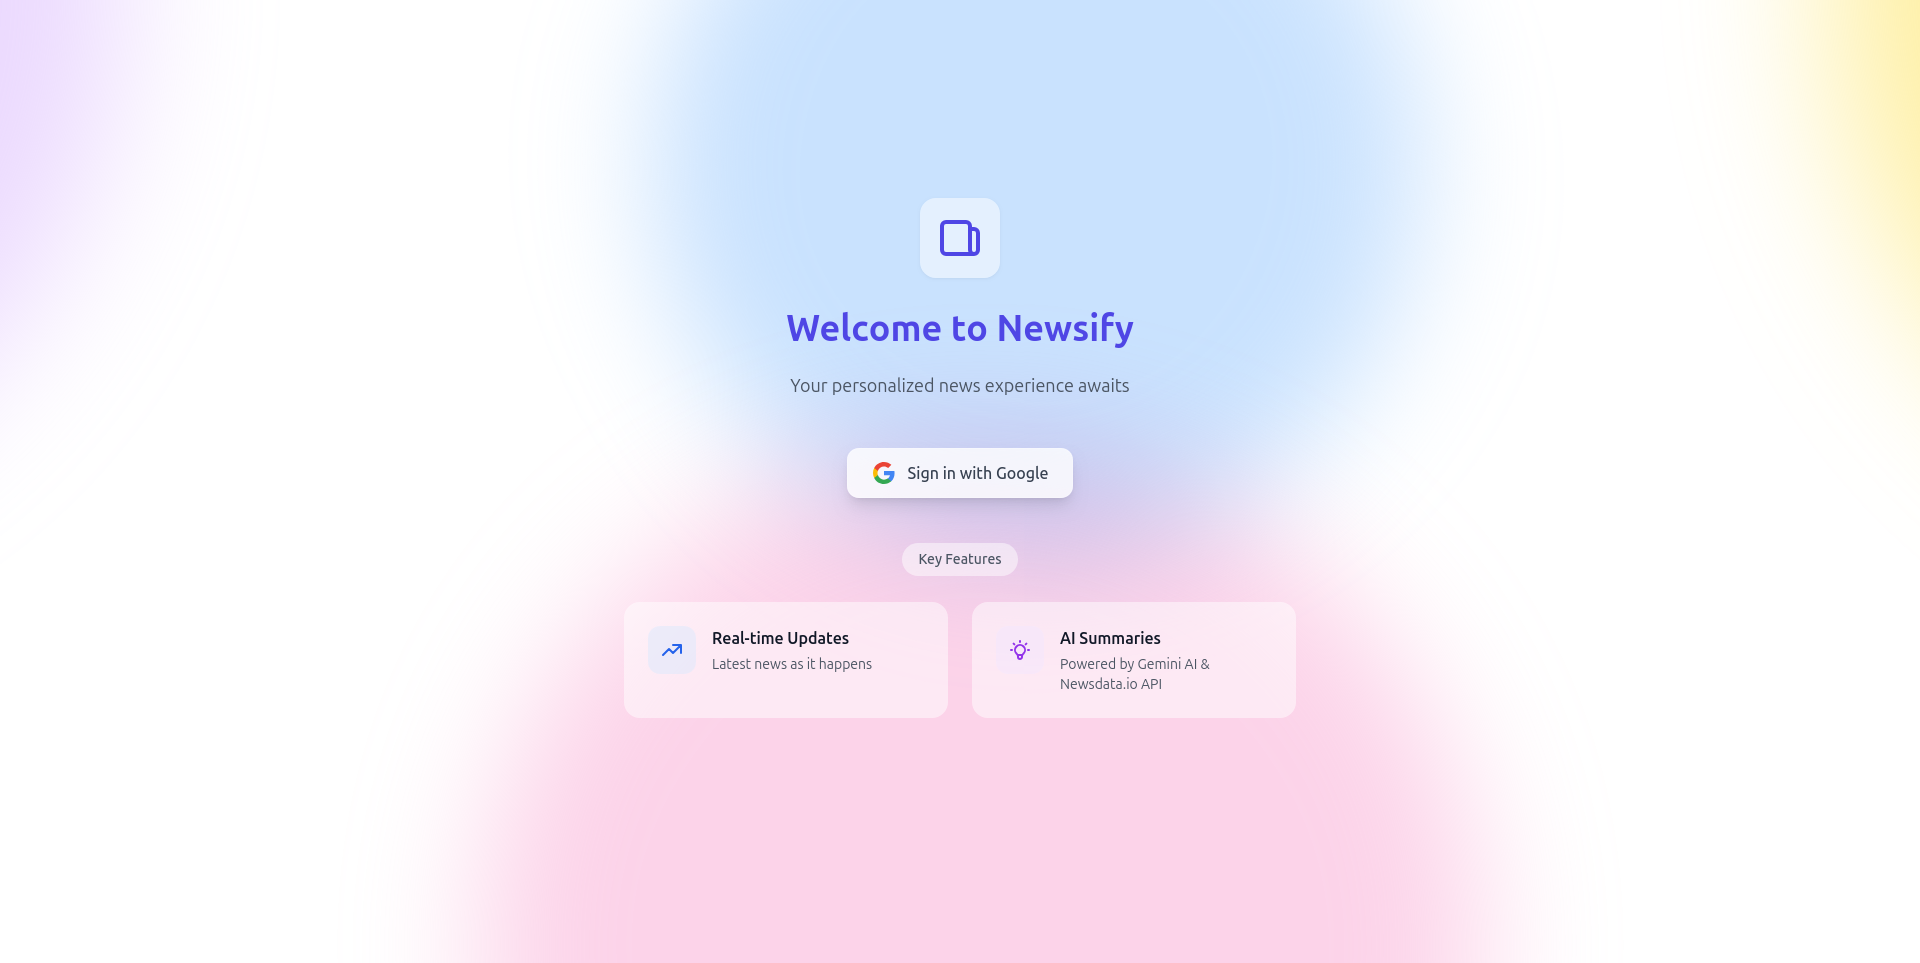 Welcome to Newsify
Your personalized news experience awaits
Sign in with Google
Key Features
Real-time Updates
Latest news as it happens
AI Summaries
Powered by Gemini AI &
Newsdata.io API